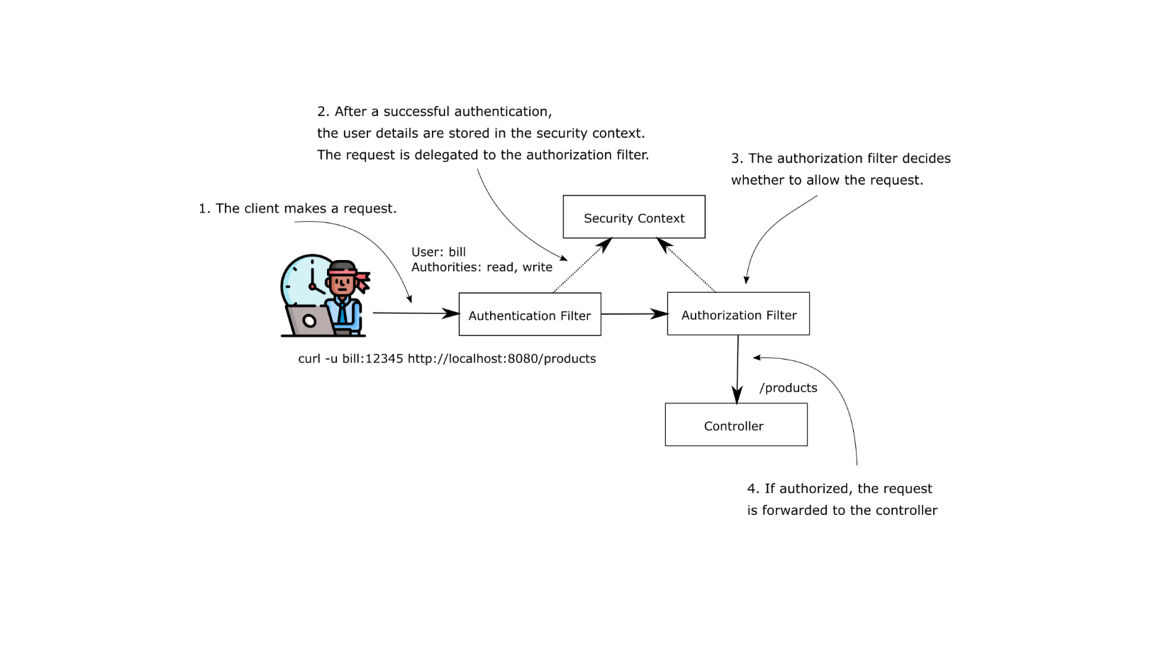 2. After a successful authentication,
the user details are stored in the security context.
The request is delegated to the authorization filter.
3. The authorization filter decides
whether to allow the request.
1. The client makes a request.
Security Context
User: bill
Authorities: read, write
Authentication Filter
Authorization Filter
curl -u bill:12345 http://localhost:8080/products
/products
Controller
4. If authorized, the request
is forwarded to the controller